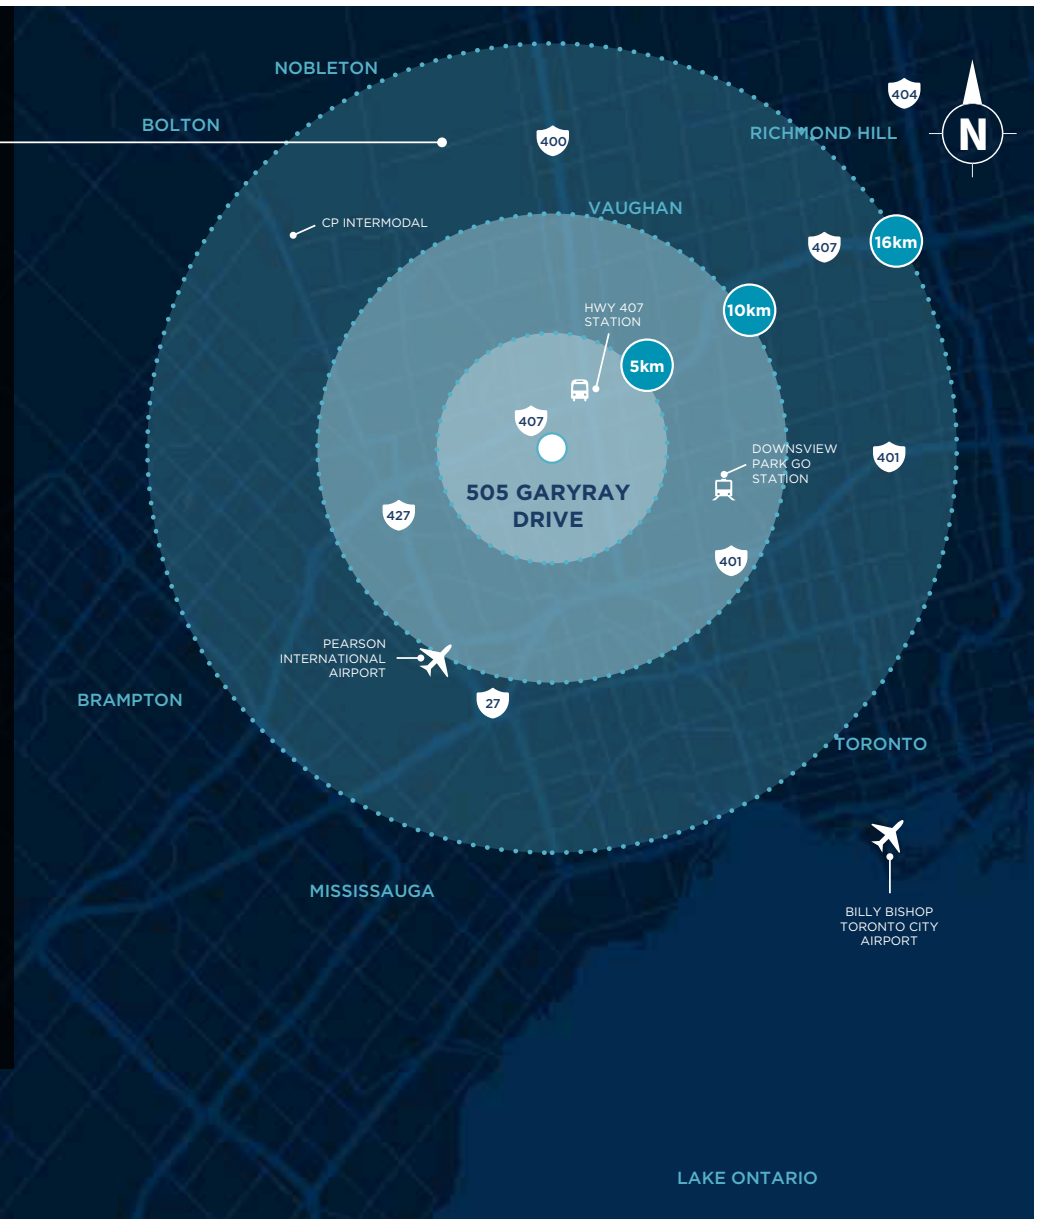 NOBLETON
404
BOLTON
RICHMOND HILL
N
400
VAUGHAN
CP INTERMODAL
407
16km
HWY 407
STATION
10km
5km
407
DOWNSVIEW
PARK GO
STATION
401
505 GARYRAY
DRIVE
427
401
PEARSON
INTERNATIONAL
AIRPORT
BRAMPTON
27
TORONTO
MISSISSAUGA
BILLY BISHOP
TORONTO CITY
AIRPORT
LAKE ONTARIO